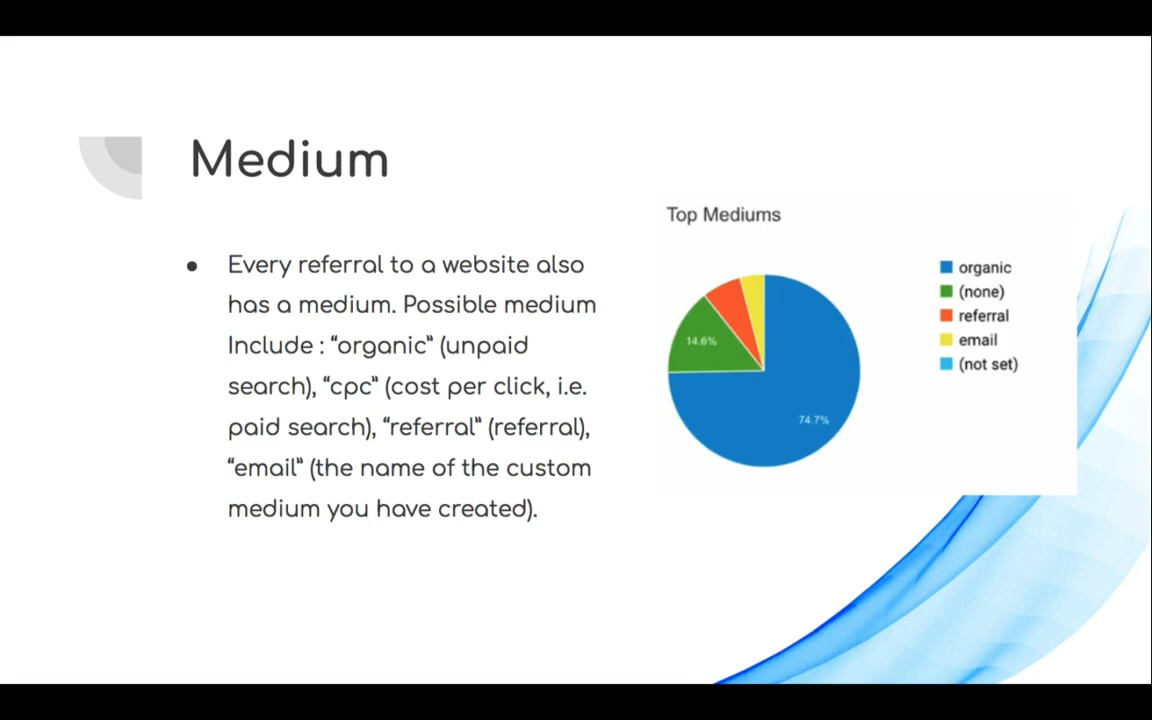 Medium
● Every referral to a website also
has a medium. Possible medium
Include : “organic” (unpaid
search), “cpc” (cost per click, i.e.
paid search), “referral” (referral),
“email” (the name of the custom
medium you have created).
Top Mediums
14.6%
74.7%
organic
(none)
referral
email
(not set)